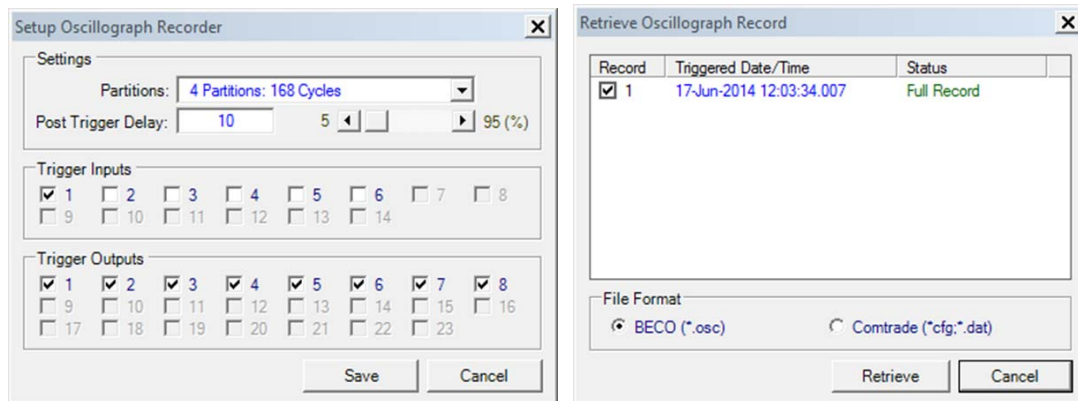 Setup Oscillograph Recorder
Settings
Partitions: 4 Partitions: 168 Cycles
Post Trigger Delay: 10 5 95 (%)
Trigger Inputs
1 2 3 4 5 6 7 8
9 10 11 12 13 14
Trigger Outputs
1 2 3 4 5 6 7 8
9 10 11 12 13 14 15 16
17 18 19 20 21 22 23
Save Cancel
Retrieve Oscillograph Record
Record Triggered Date/Time Status
1 17-Jun-2014 12:03:34.007 Full Record
File Format
BECO (*.osc) Comtrade (*cfg;*.dat)
Retrieve Cancel